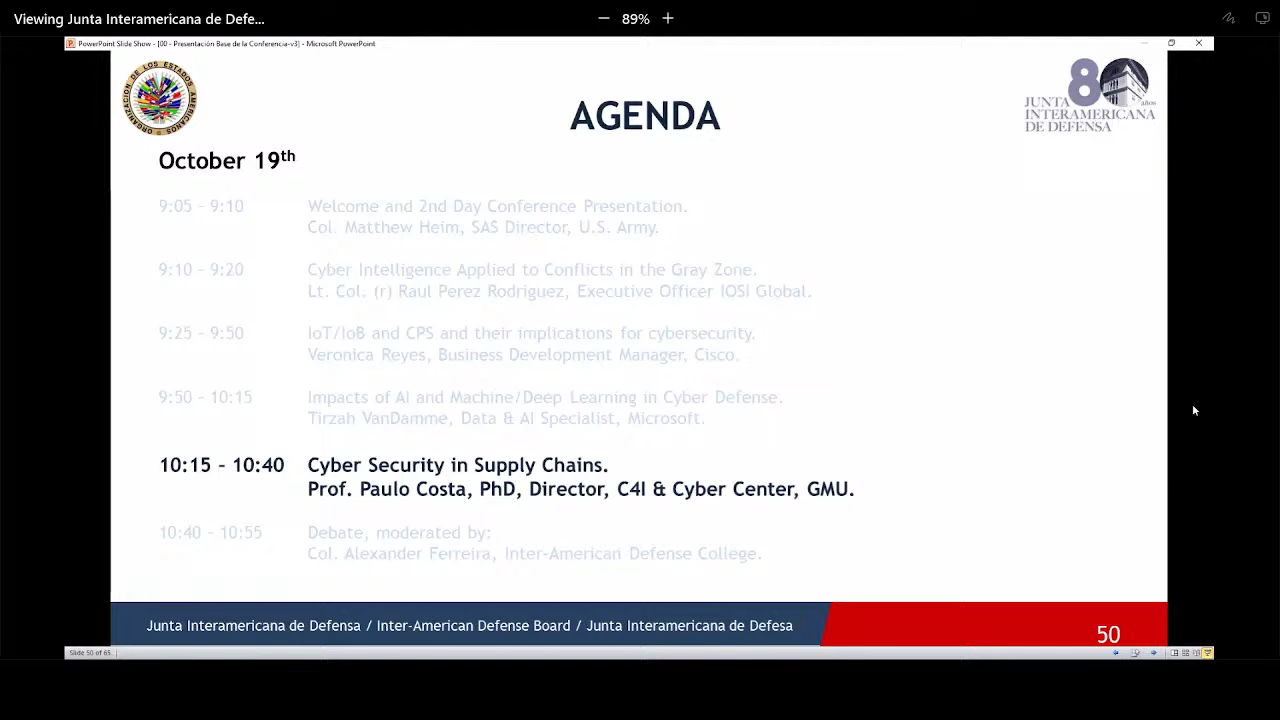 Viewing Junta Interamericana de Defe...
89%
PowerPoint Slide Show - [00 - Presentación Base de la Conferencia-v3] - Microsoft PowerPoint
ORGANIZACION DE LOS ESTADOS AMERICANOS
80 años
JUNTA
INTERAMERICANA
DE DEFENSA
AGENDA
October 19th
9:05 – 9:10 Welcome and 2nd Day Conference Presentation.
Col. Matthew Heim, SAS Director, U.S. Army.
9:10 – 9:20 Cyber Intelligence Applied to Conflicts in the Gray Zone.
Lt. Col. (r) Raul Perez Rodriguez, Executive Officer IOSI Global.
9:25 – 9:50 IoT/IoB and CPS and their implications for cybersecurity.
Veronica Reyes, Business Development Manager, Cisco.
9:50 – 10:15 Impacts of AI and Machine/Deep Learning in Cyber Defense.
Tirzah VanDamme, Data & AI Specialist, Microsoft.
10:15 – 10:40 Cyber Security in Supply Chains.
Prof. Paulo Costa, PhD, Director, C4I & Cyber Center, GMU.
10:40 – 10:55 Debate, moderated by:
Col. Alexander Ferreira, Inter-American Defense College.
Junta Interamericana de Defensa / Inter-American Defense Board / Junta Interamericana de Defesa
50
Slide 50 of 65